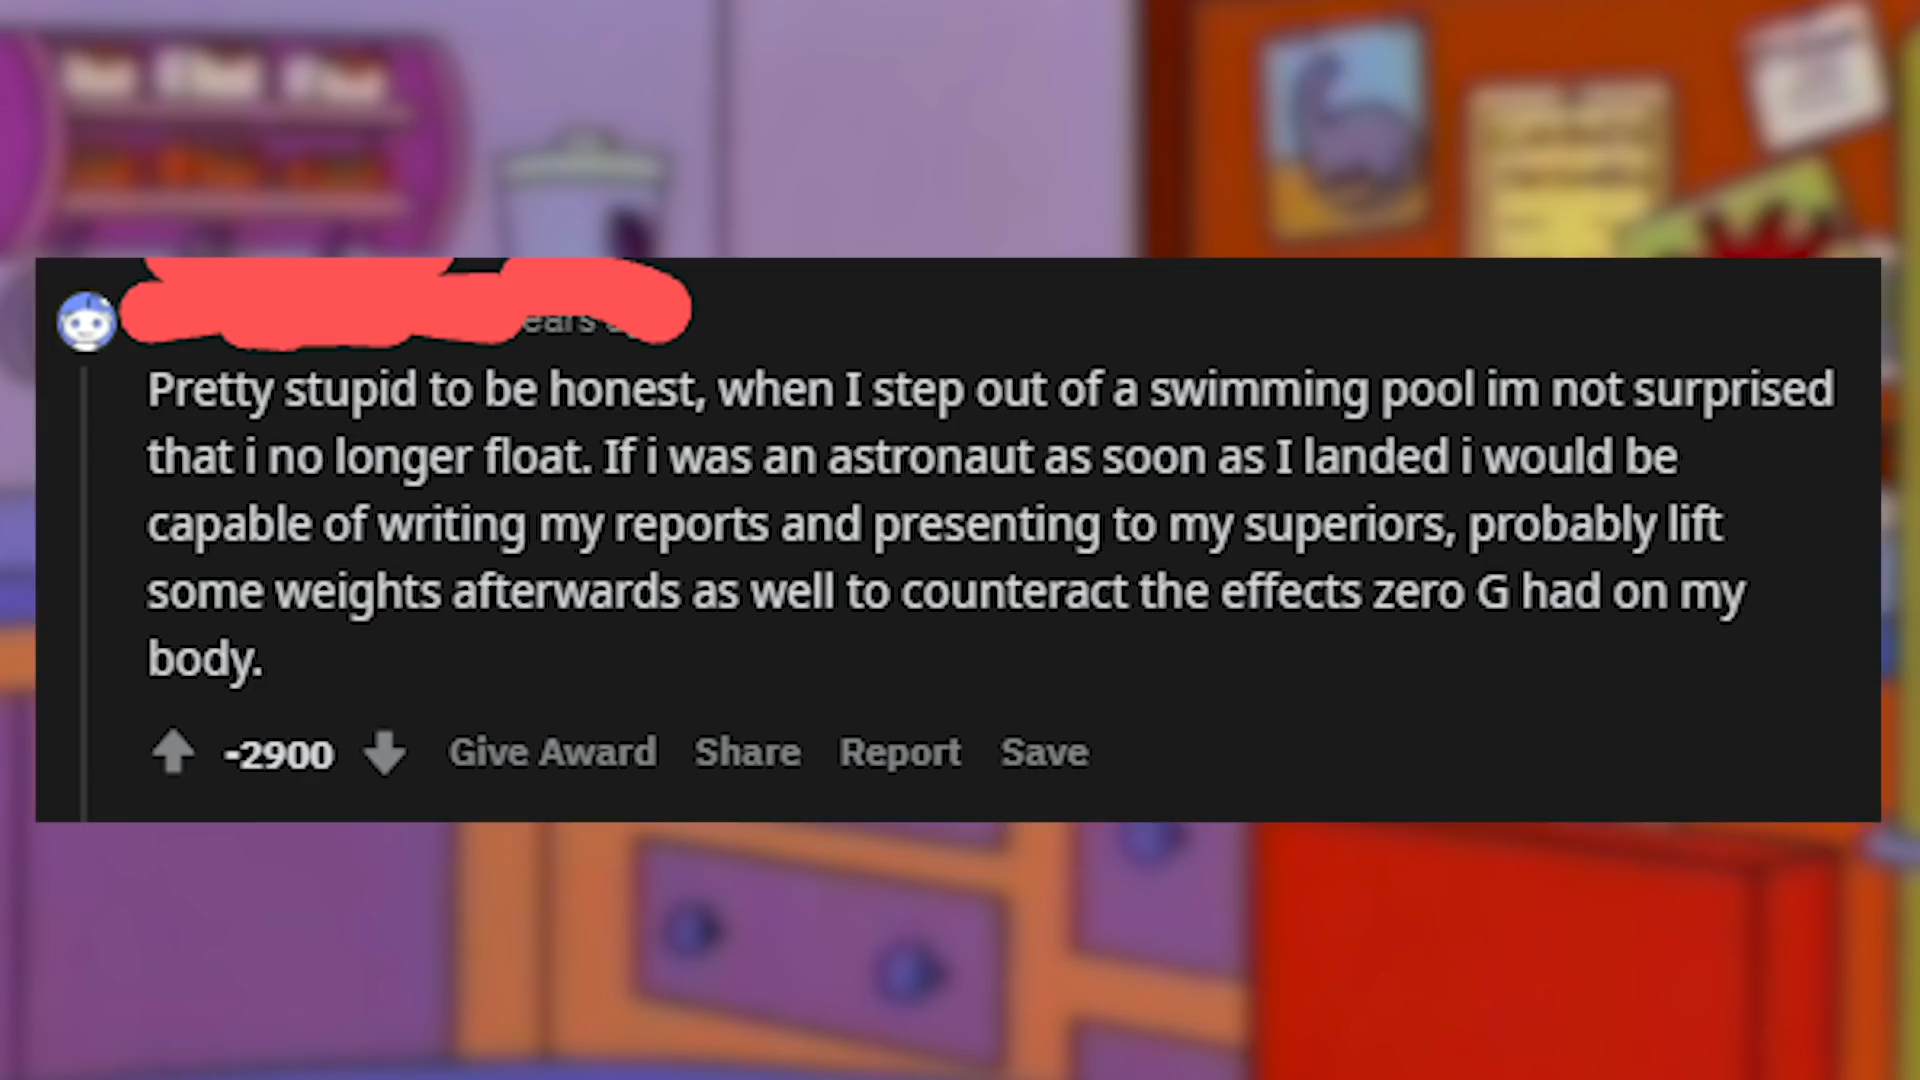 ears a
Pretty stupid to be honest, when I step out of a swimming pool im not surprised
that i no longer float. If i was an astronaut as soon as I landed i would be
capable of writing my reports and presenting to my superiors, probably lift
some weights afterwards as well to counteract the effects zero G had on my
body.
-2900 Give Award Share Report Save